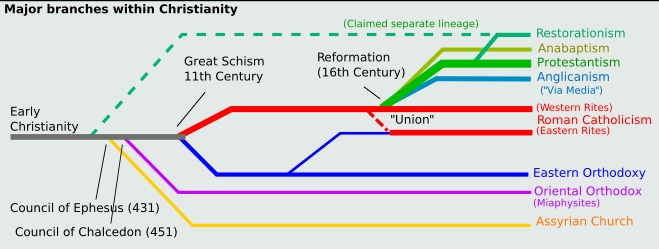 Major branches within Christianity
(Claimed separate lineage)
Restorationism
Anabaptism
Protestantism
Anglicanism
("Via Media")
Great Schism
11th Century
Reformation
(16th Century)
Early
Christianity
(Western Rites)
"Union"
Roman Catholicism
(Eastern Rites)
Eastern Orthodoxy
Oriental Orthodox
(Miaphysites)
Council of Ephesus (431)
Assyrian Church
Council of Chalcedon (451)